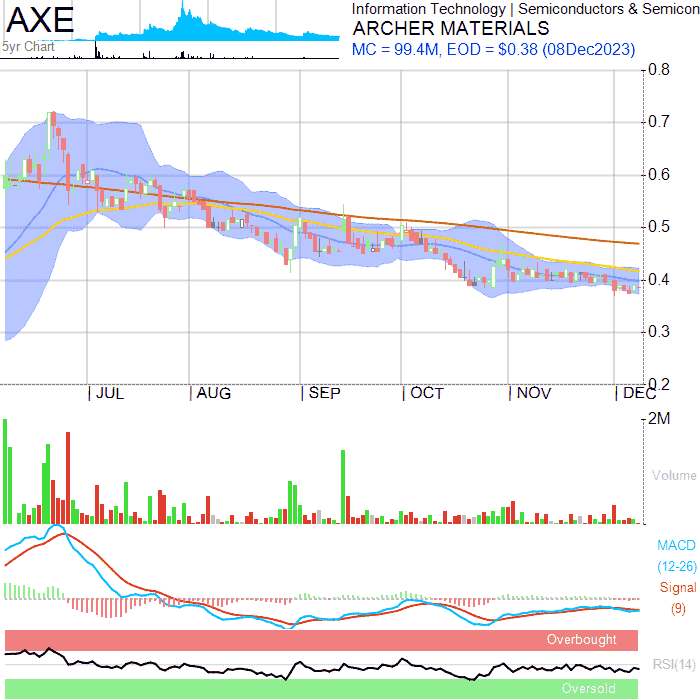 AXE
5yr Chart
Information Technology | Semiconductors & Semicon
ARCHER MATERIALS
MC = 99.4M, EOD = $0.38 (08Dec2023)
0.8
0.7
0.6
0.5
0.4
0.3
0.2
JUL AUG SEP OCT NOV DEC
2M
Volume
MACD
(12-26)
Signal
(9)
Overbought
RSI(14)
Oversold